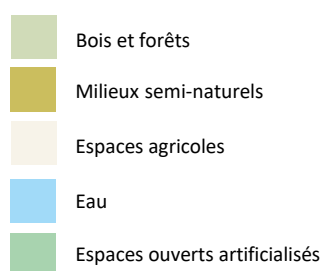 Bois et forêts
Milieux semi-naturels
Espaces agricoles
Eau
Espaces ouverts artificialisés